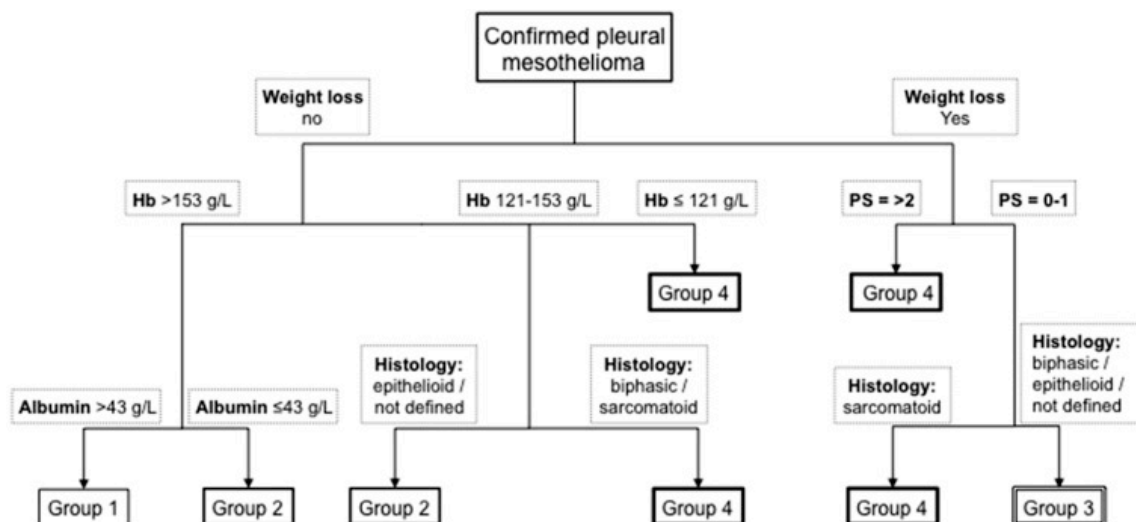 Confirmed pleural
mesothelioma
Weight loss
no
Weight loss
Yes
Hb >153 g/L
Hb 121-153 g/L
Hb ≤ 121 g/L
PS = >2
PS = 0-1
Group 4
Group 4
Albumin >43 g/L
Albumin ≤43 g/L
Histology:
epithelioid /
not defined
Histology:
biphasic /
sarcomatoid
Histology:
sarcomatoid
Histology:
biphasic /
epithelioid /
not defined
Group 1
Group 2
Group 2
Group 4
Group 4
Group 3